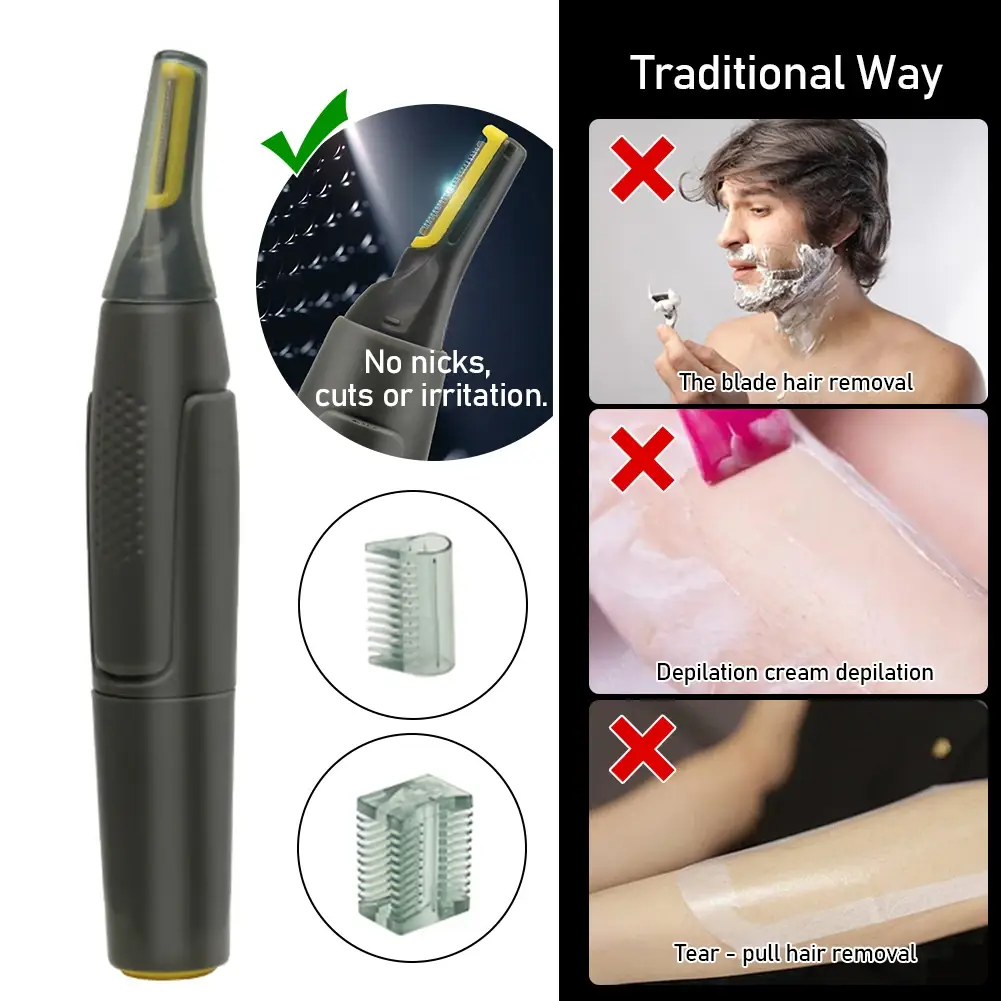 Traditional Way
No nicks,
cuts or irritation.
The blade hair removal
Depilation cream depilation
Tear - pull hair removal